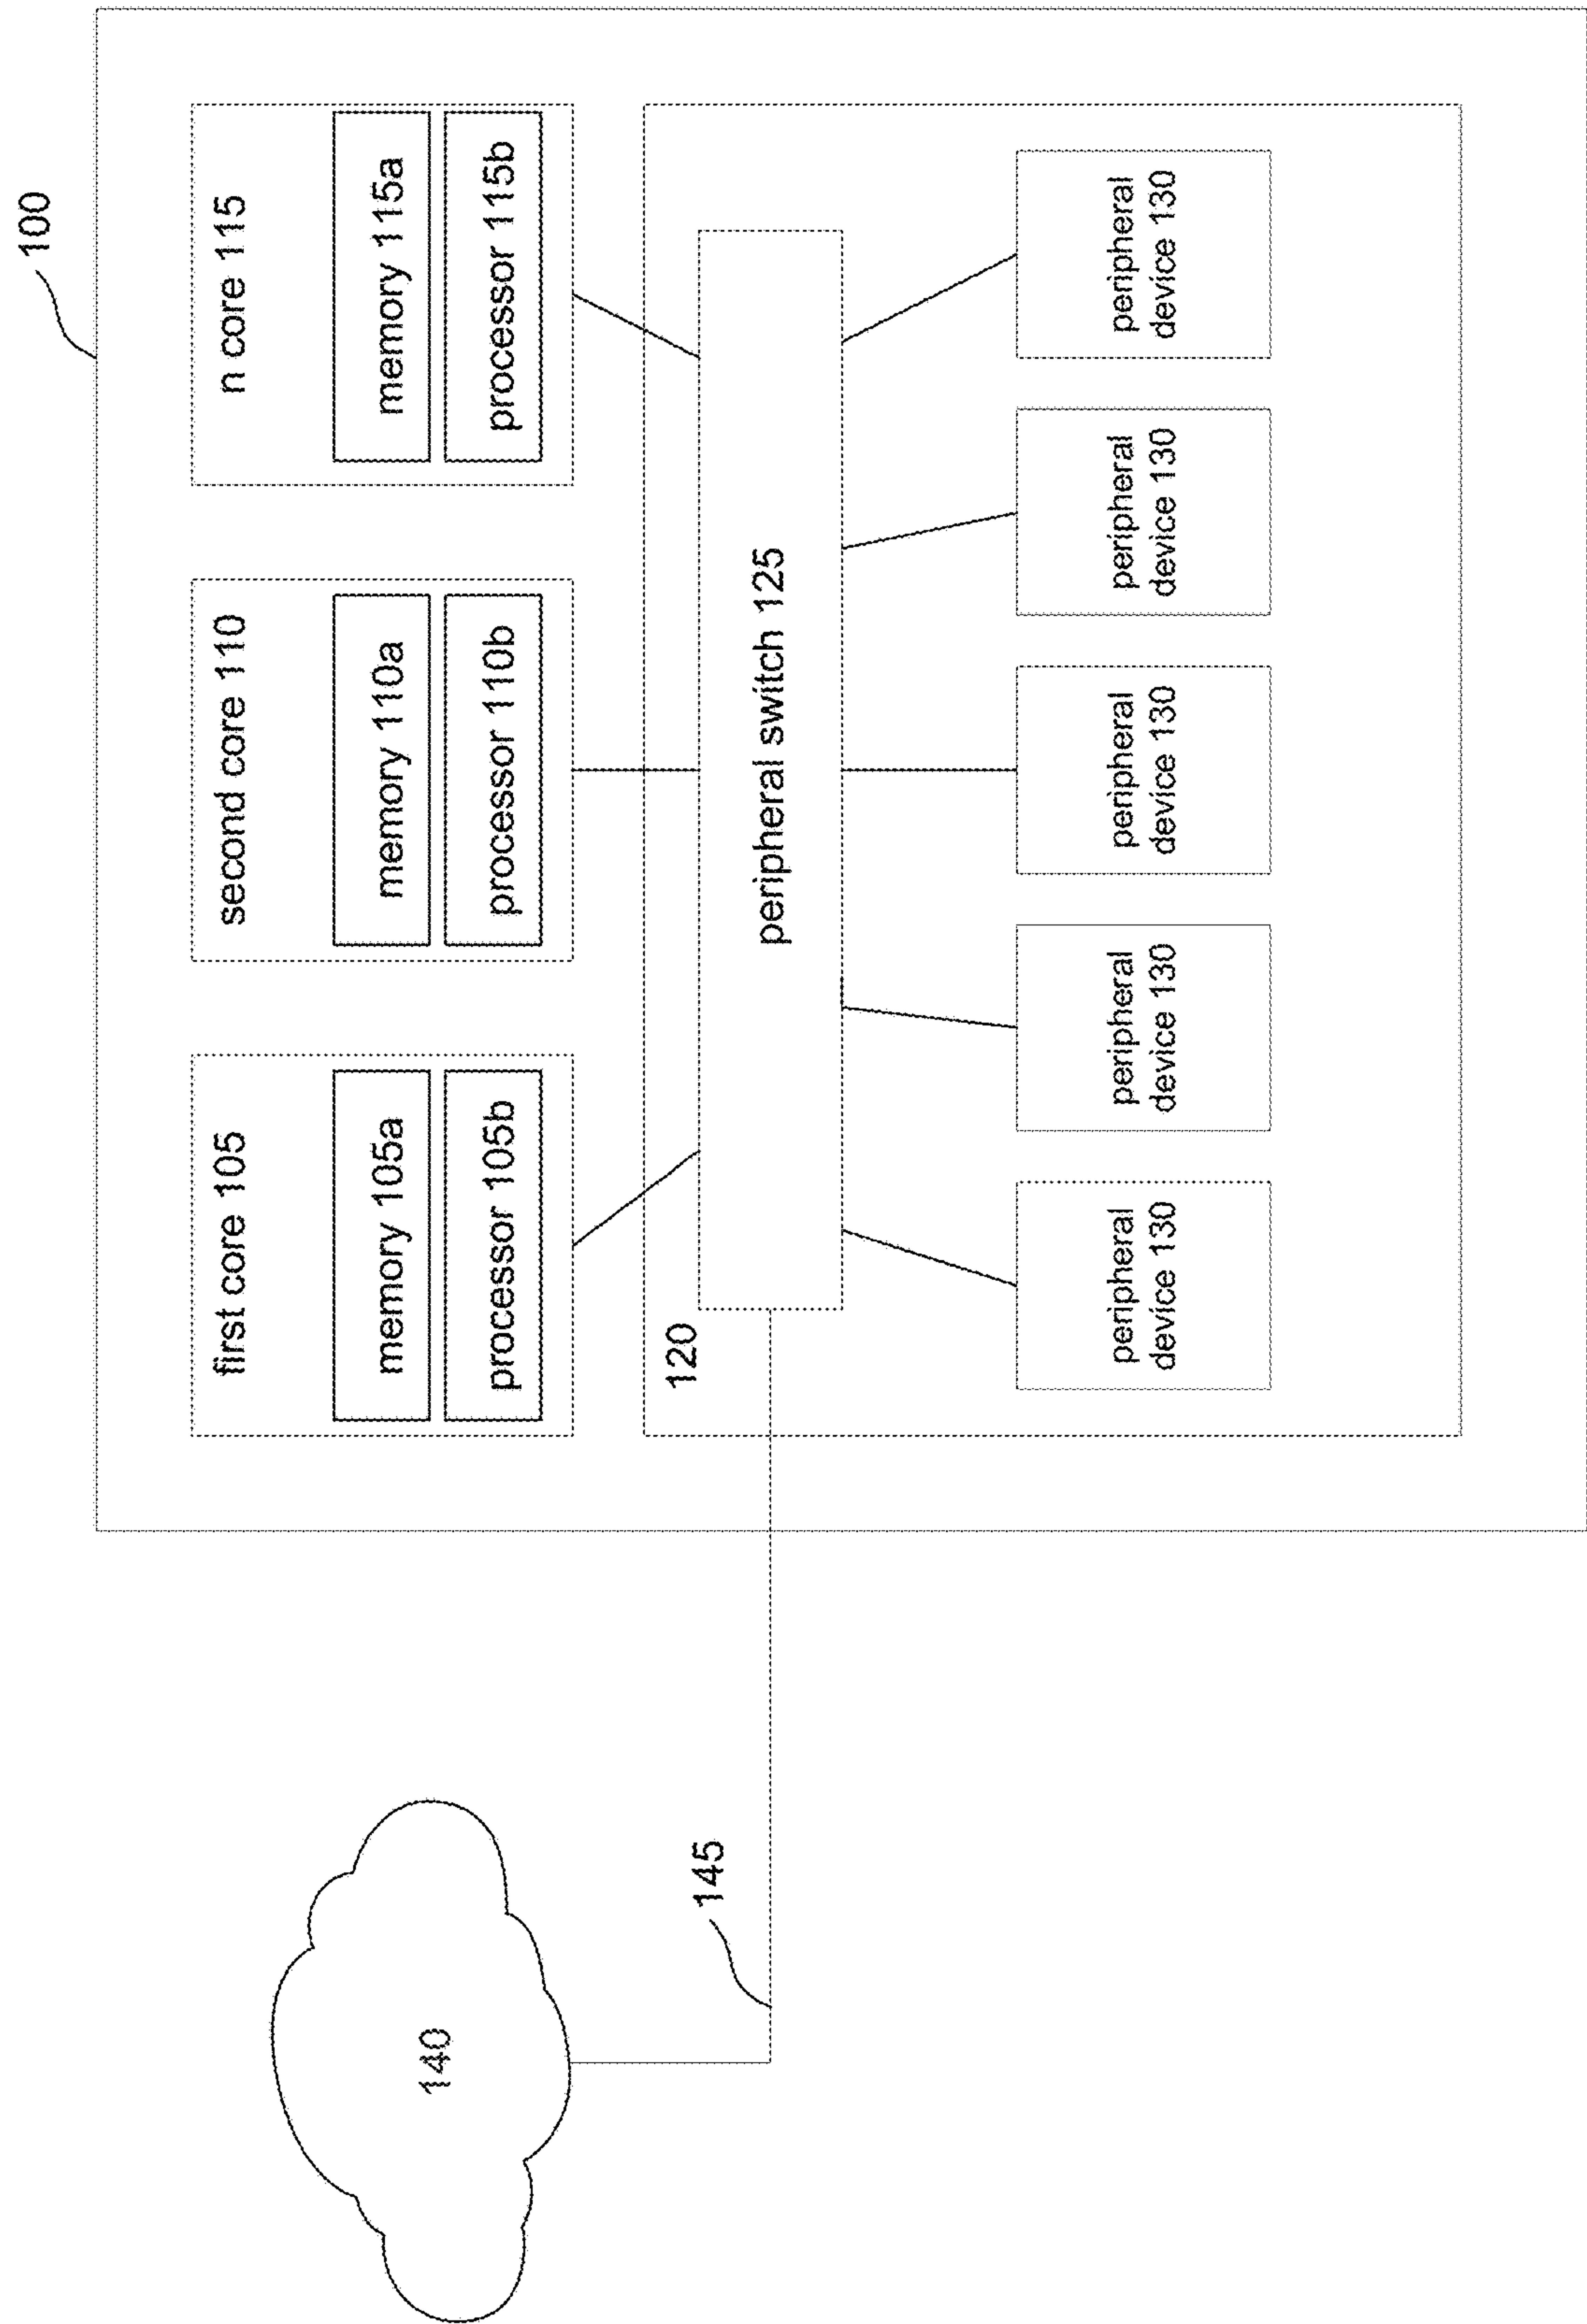 100
first core 105
memory 105a
processor 105b
second core 110
memory 110a
processor 110b
n core 115
memory 115a
processor 115b
120
peripheral switch 125
peripheral
device 130
peripheral
device 130
peripheral
device 130
peripheral
device 130
peripheral
device 130
140
145